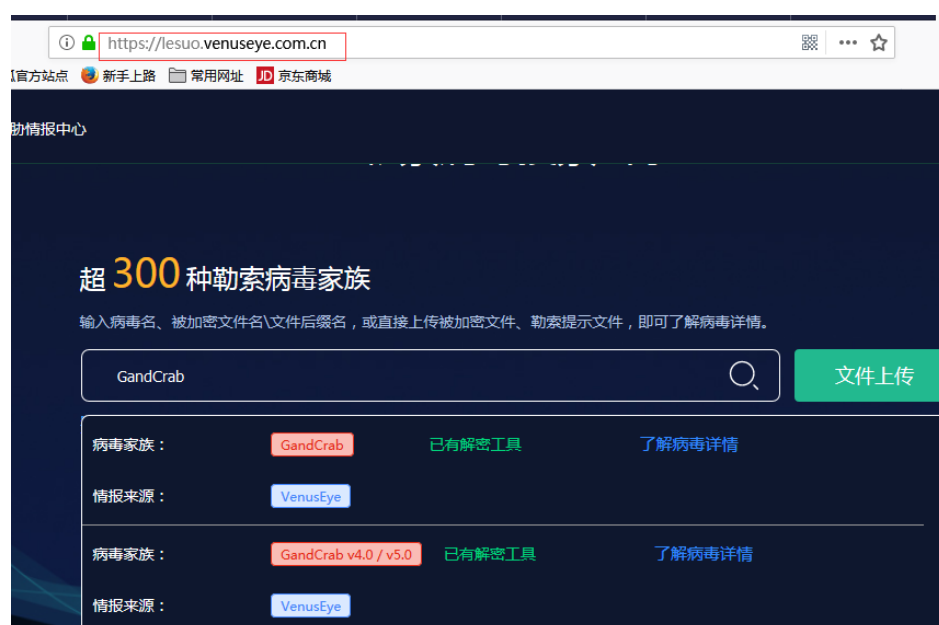 https://lesuo.venuseye.com.cn
官方站点 新手上路 常用网址 JD 京东商城
胁情报中心
超 300 种勒索病毒家族
输入病毒名、被加密文件名\文件后缀名，或直接上传被加密文件、勒索提示文件，即可了解病毒详情。
GandCrab 文件上传
病毒家族： GandCrab 已有解密工具 了解病毒详情
情报来源： VenusEye
病毒家族： GandCrab v4.0 / v5.0 已有解密工具 了解病毒详情
情报来源： VenusEye